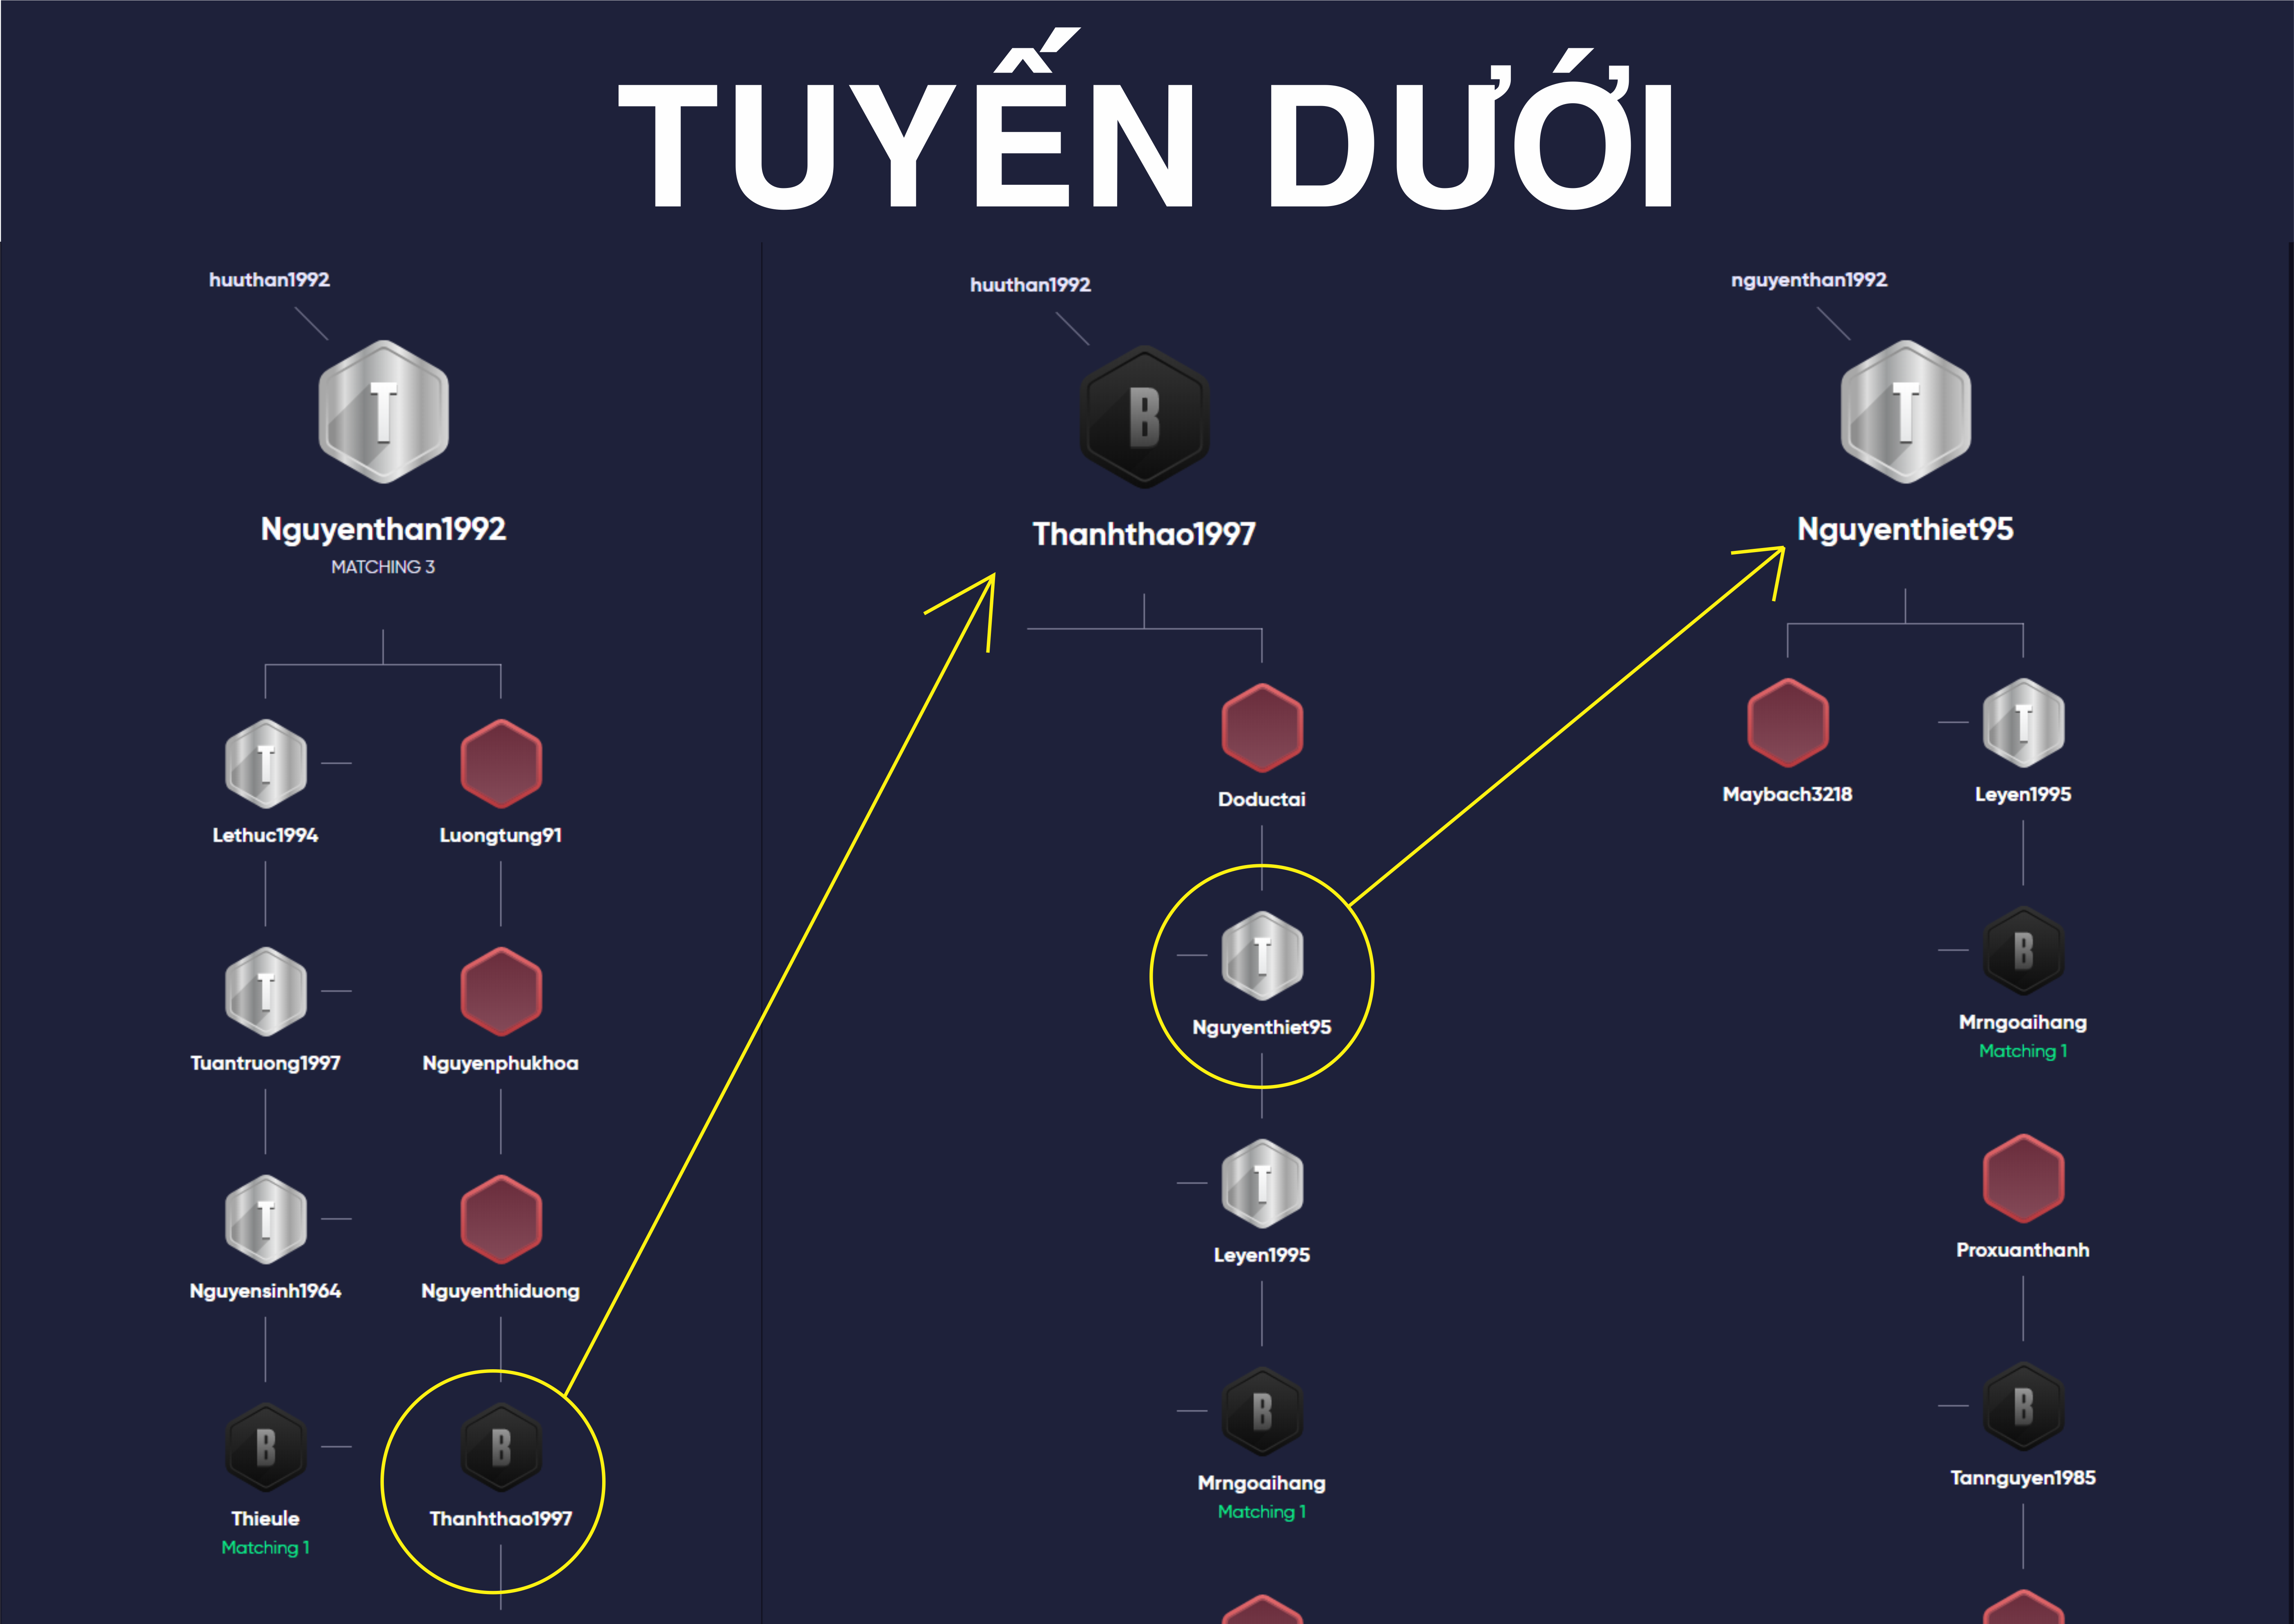 TUYẾN DƯỚI
huuthan1992
T
Nguyenthan1992
MATCHING 3
T
Lethuc1994
Luongtung91
T
Tuantruong1997
Nguyenphukhoa
T
Nguyensinh1964
Nguyenthiduong
B
Thieule
Matching 1
B
Thanhthao1997
huuthan1992
B
Thanhthao1997
Doductai
T
Nguyenthiet95
T
Leyen1995
B
Mrngoaihang
Matching 1
nguyenthan1992
T
Nguyenthiet95
Maybach3218
T
Leyen1995
B
Mrngoaihang
Matching 1
Proxuanthanh
B
Tannguyen1985